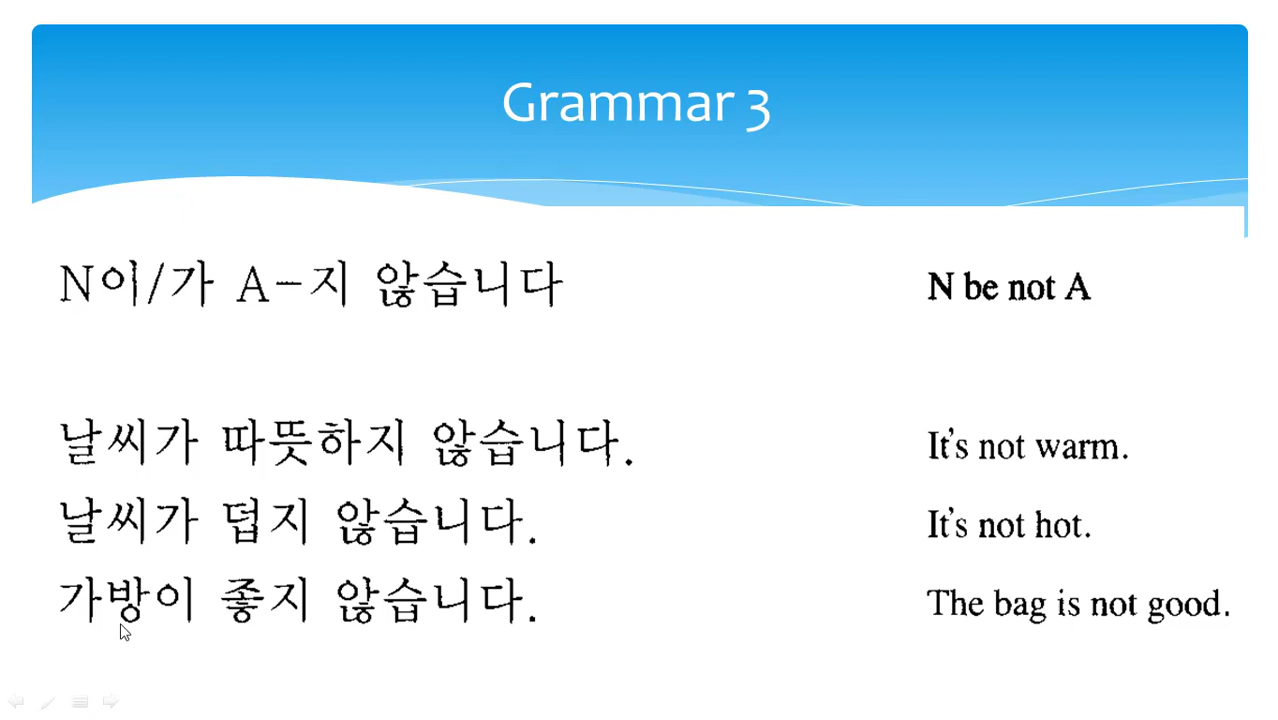 Grammar 3
N이/가 A-지 않습니다 N be not A
날씨가 따뜻하지 않습니다. It's not warm.
날씨가 덥지 않습니다. It's not hot.
가방이 좋지 않습니다. The bag is not good.